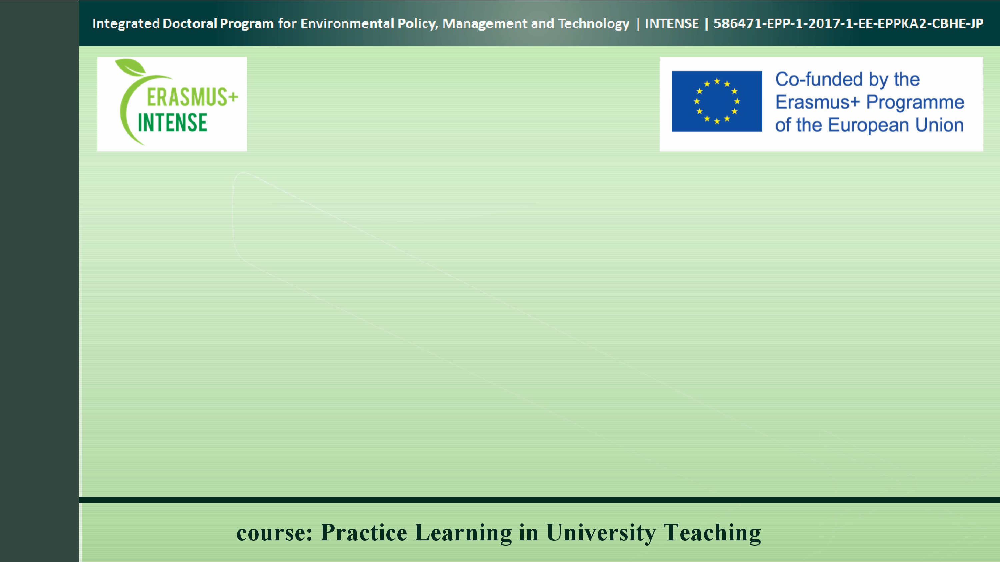 Integrated Doctoral Program for Environmental Policy, Management and Technology | INTENSE | 586471-EPP-1-2017-1-EE-EPPKA2-CBHE-JP
ERASMUS+
INTENSE
Co-funded by the
Erasmus+ Programme
of the European Union
course: Practice Learning in University Teaching